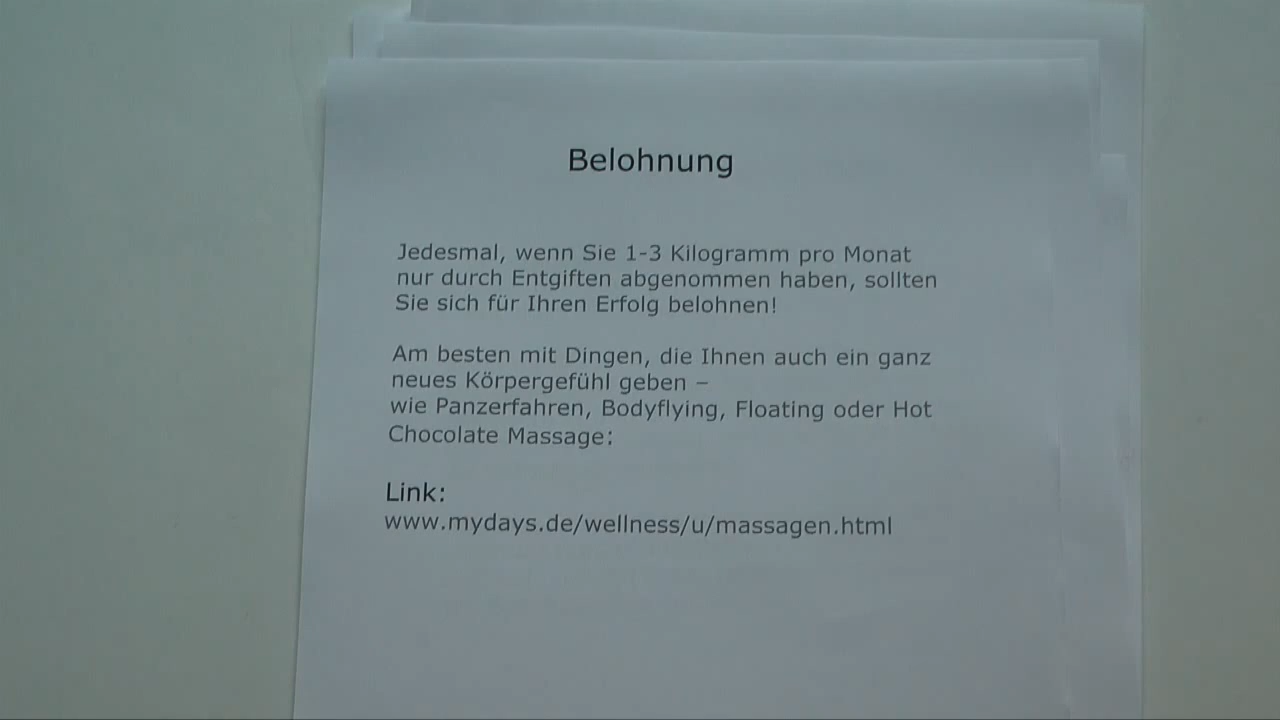 Belohnung
Jedesmal, wenn Sie 1-3 Kilogramm pro Monat
nur durch Entgiften abgenommen haben, sollten
Sie sich für Ihren Erfolg belohnen!
Am besten mit Dingen, die Ihnen auch ein ganz
neues Körpergefühl geben –
wie Panzerfahren, Bodyflying, Floating oder Hot
Chocolate Massage:
Link:
www.mydays.de/wellness/u/massagen.html